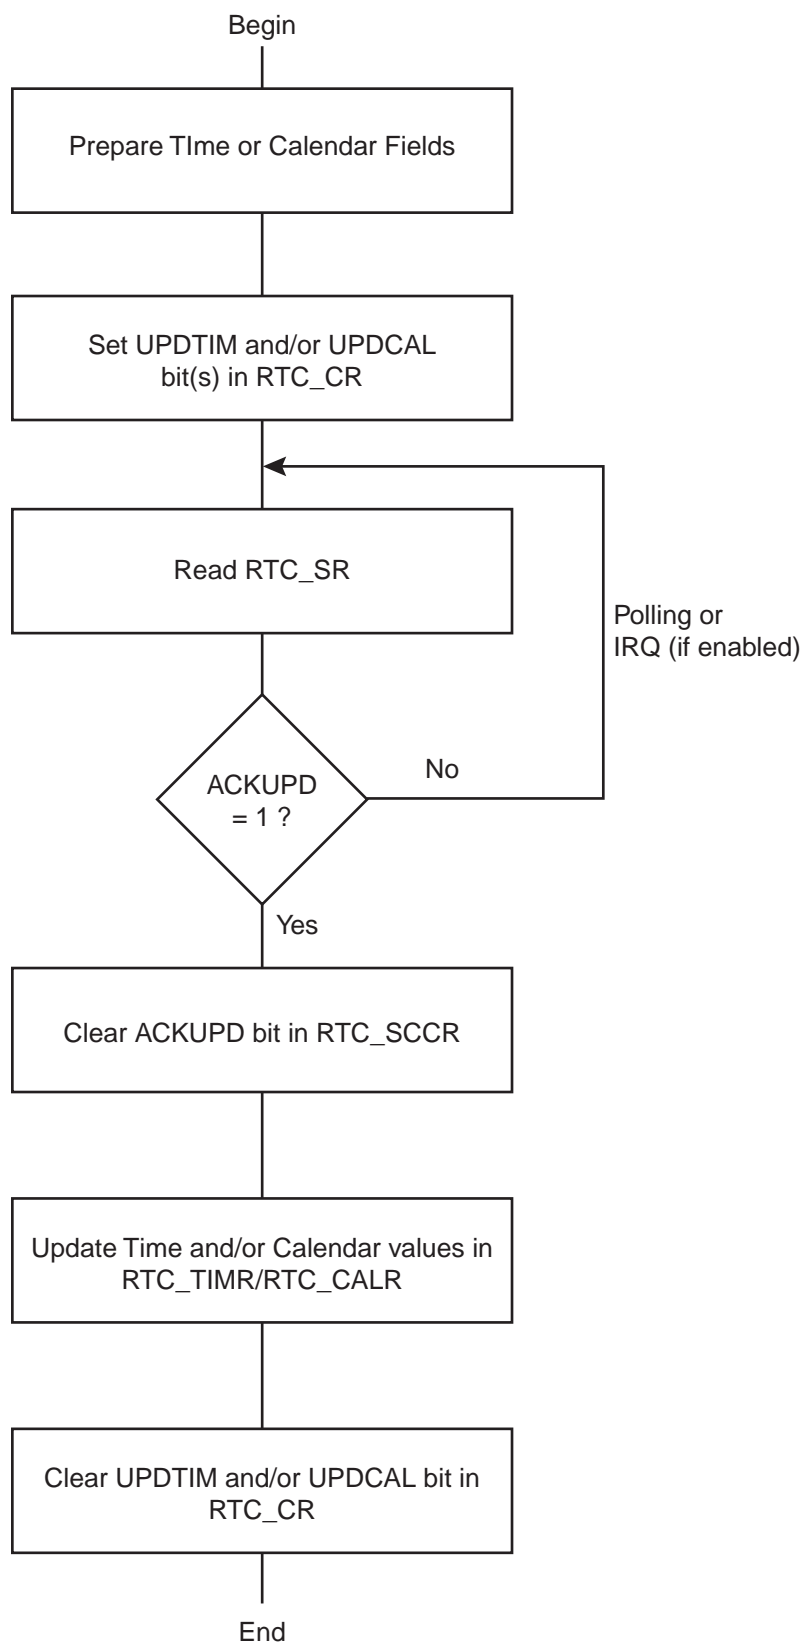 Begin
Prepare TIme or Calendar Fields
Set UPDTIM and/or UPDCAL
bit(s) in RTC_CR
Read RTC_SR
Polling or
IRQ (if enabled)
ACKUPD
= 1 ?
No
Yes
Clear ACKUPD bit in RTC_SCCR
Update Time and/or Calendar values in
RTC_TIMR/RTC_CALR
Clear UPDTIM and/or UPDCAL bit in
RTC_CR
End